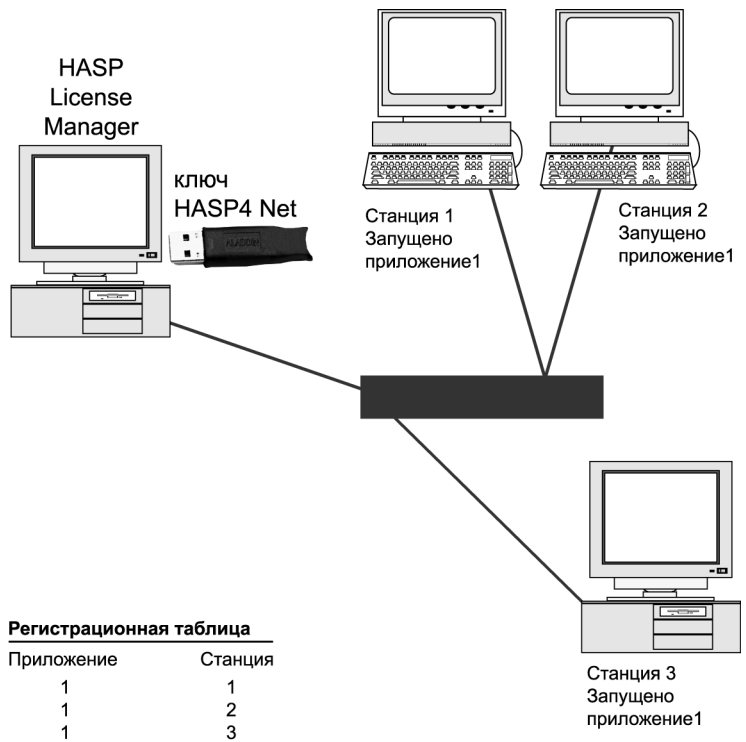 HASP
License
Manager
ключ
HASP4 Net
Станция 1
Запущено
приложение1
Станция 2
Запущено
приложение1
Станция 3
Запущено
приложение1
Регистрационная таблица
Приложение Станция
1 1
1 2
1 3